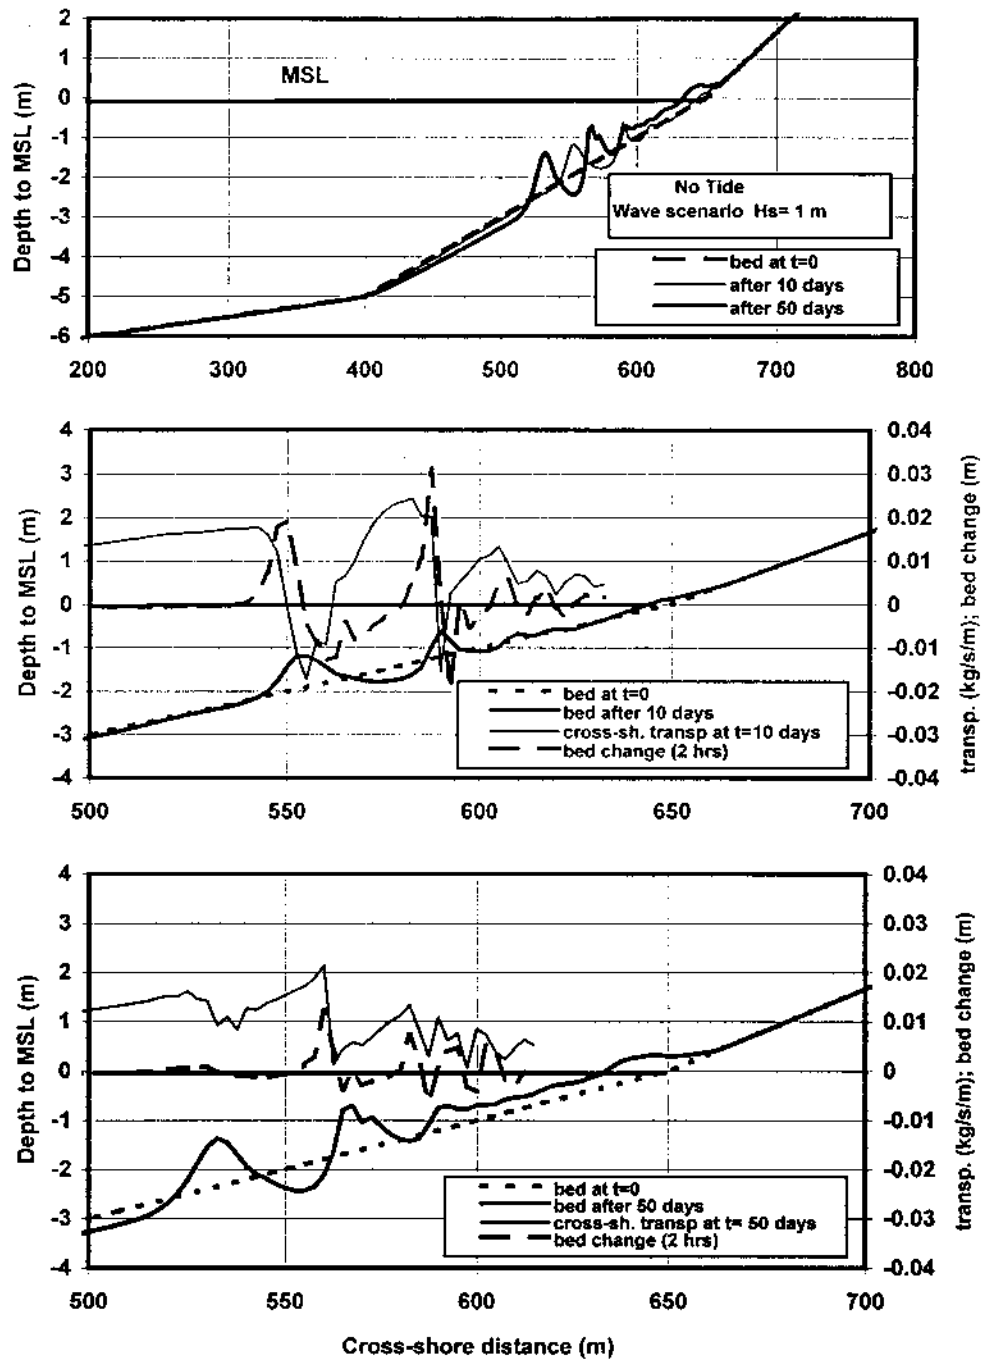 2
1
0
-1
-2
-3
-4
-5
-6
Depth to MSL (m)
MSL
No Tide
Wave scenario Hs= 1 m
bed at t=0
after 10 days
after 50 days
200 300 400 500 600 700 800
4
3
2
1
0
-1
-2
-3
-4
Depth to MSL (m)
0.04
0.03
0.02
0.01
0
-0.01
-0.02
-0.03
-0.04
transp. (kg/s/m); bed change (m)
bed at t=0
bed after 10 days
cross-sh. transp at t=10 days
bed change (2 hrs)
500 550 600 650 700
4
3
2
1
0
-1
-2
-3
-4
Depth to MSL (m)
0.04
0.03
0.02
0.01
0
-0.01
-0.02
-0.03
-0.04
transp. (kg/s/m); bed change (m)
bed at t=0
bed after 50 days
cross-sh. transp at t= 50 days
bed change (2 hrs)
500 550 600 650 700
Cross-shore distance (m)